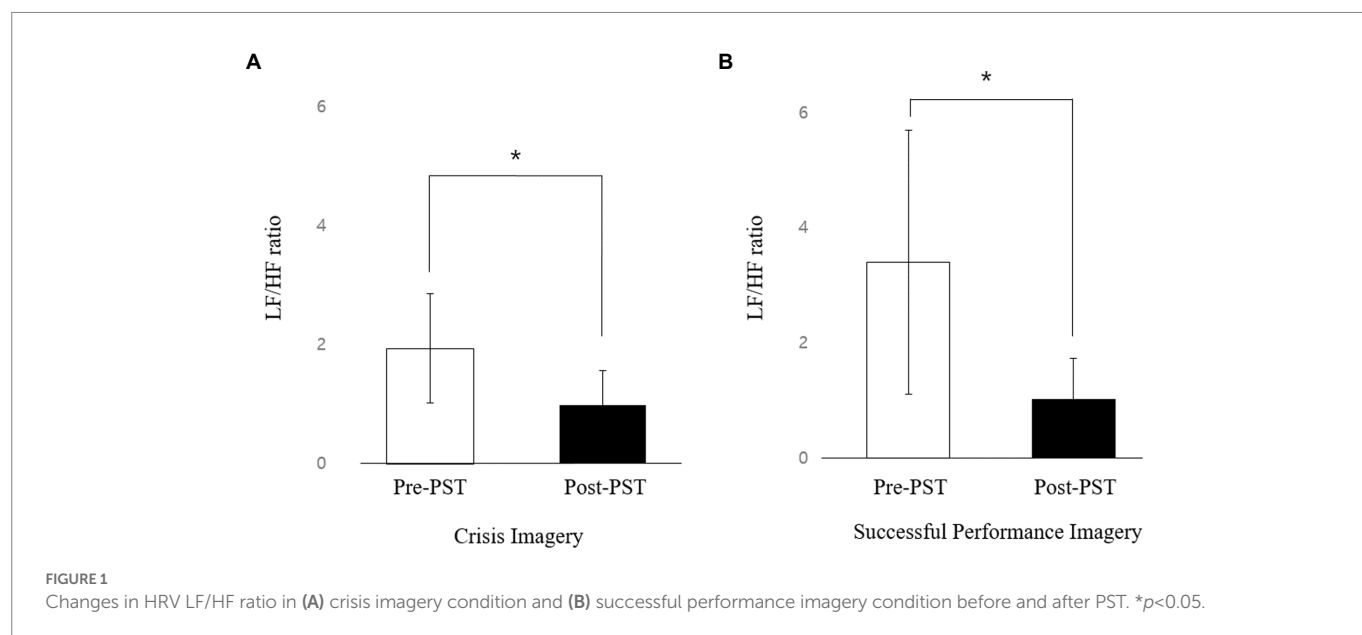 A
6
4
2
0
LF/HF ratio
*
Pre-PST
Post-PST
Crisis Imagery
B
6
4
2
0
LF/HF ratio
*
Pre-PST
Post-PST
Successful Performance Imagery
FIGURE 1
Changes in HRV LF/HF ratio in (A) crisis imagery condition and (B) successful performance imagery condition before and after PST. *p<0.05.